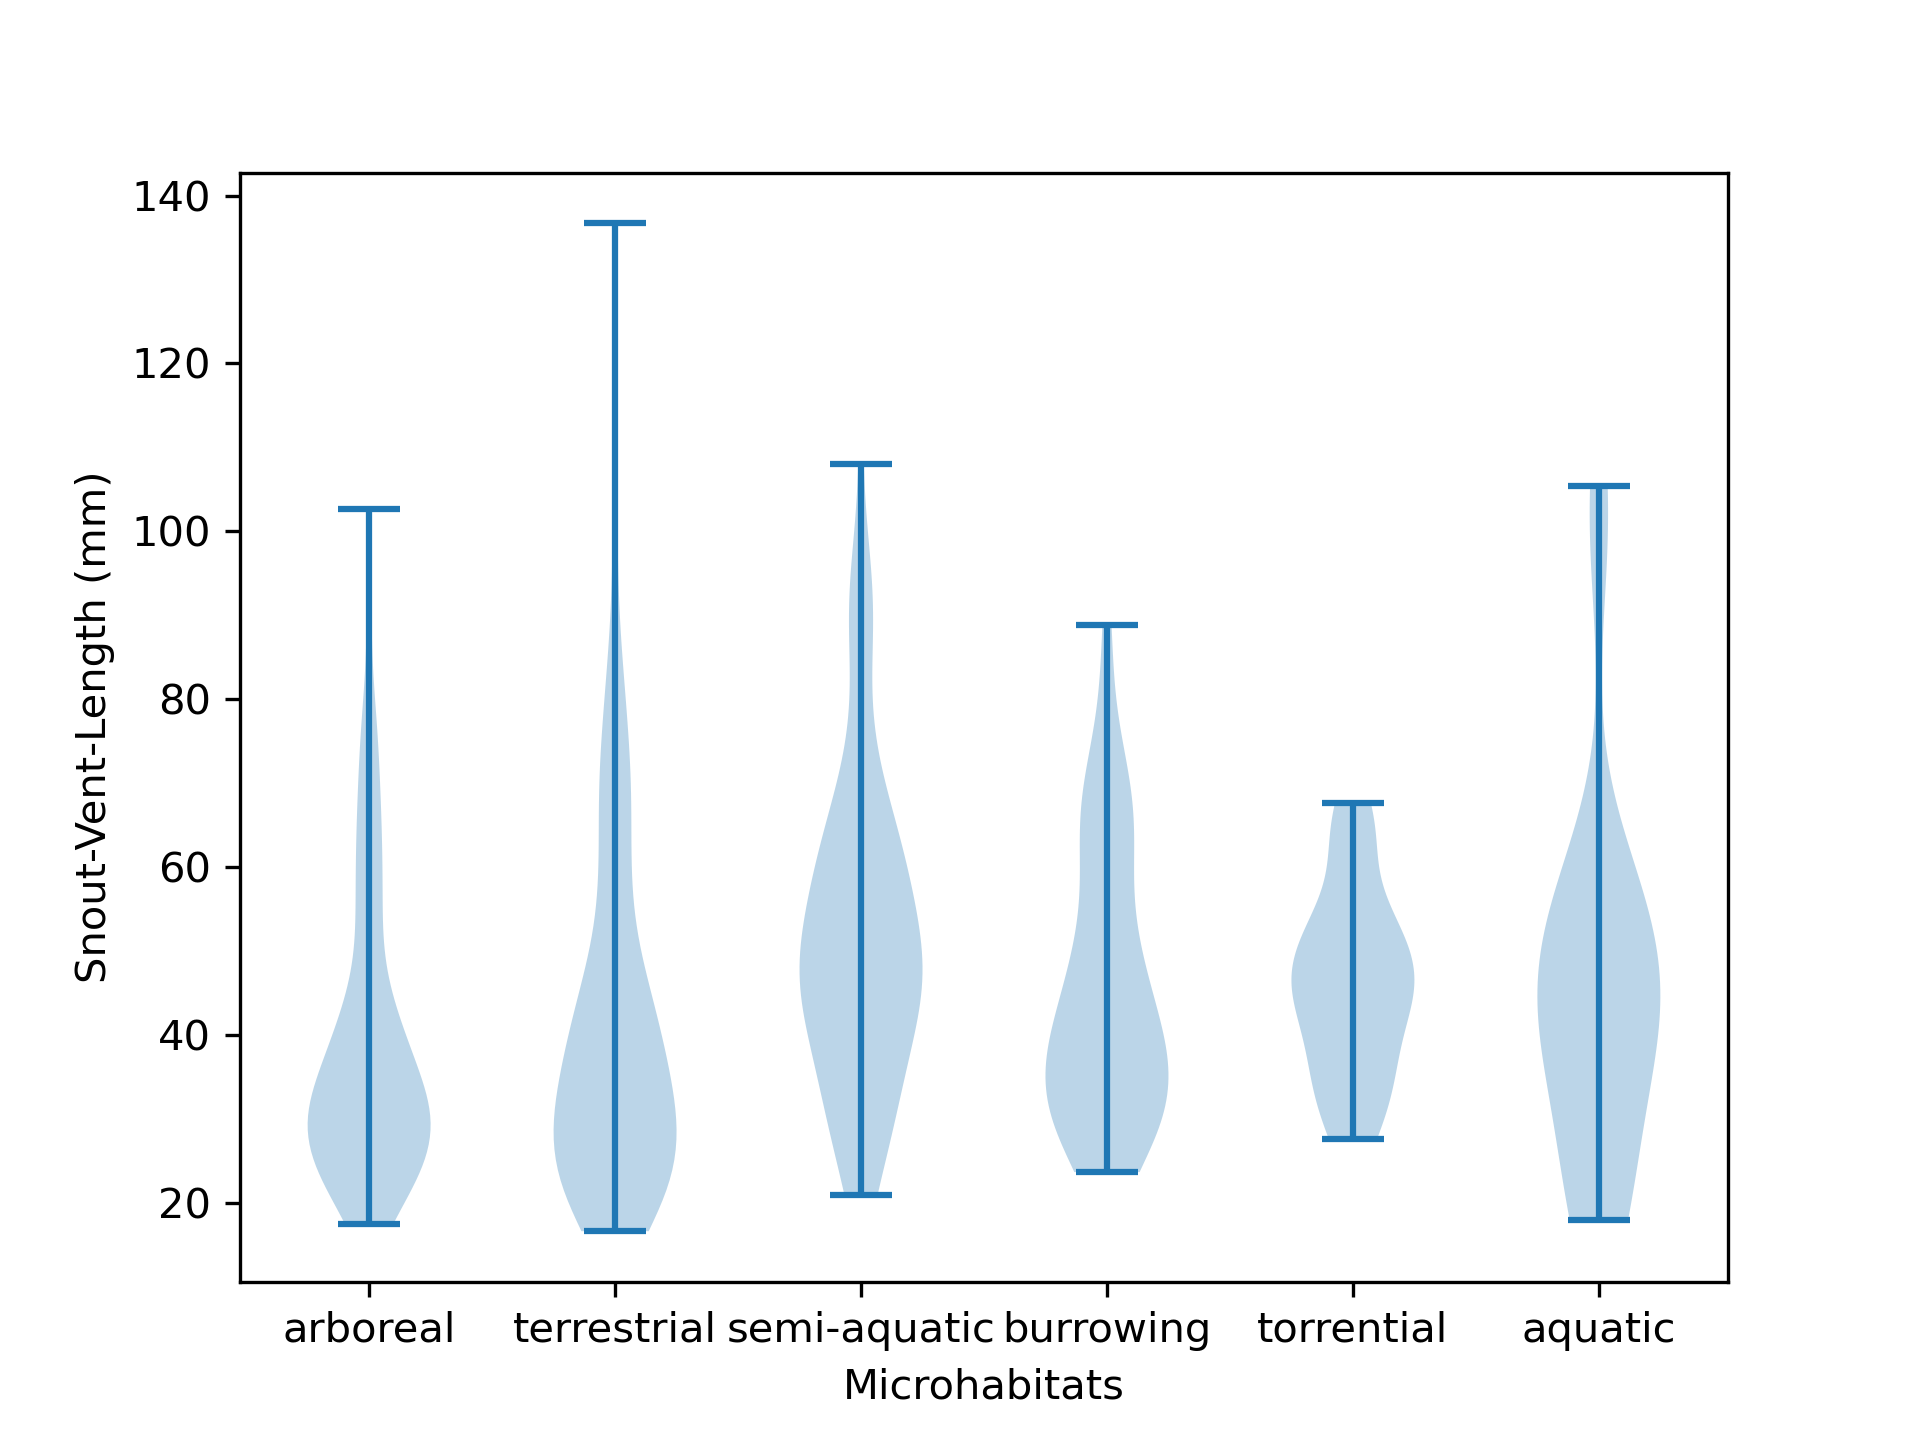 140
120
100
80
60
40
20
Snout-Vent-Length (mm)
arboreal terrestrial semi-aquatic burrowing torrential aquatic
Microhabitats